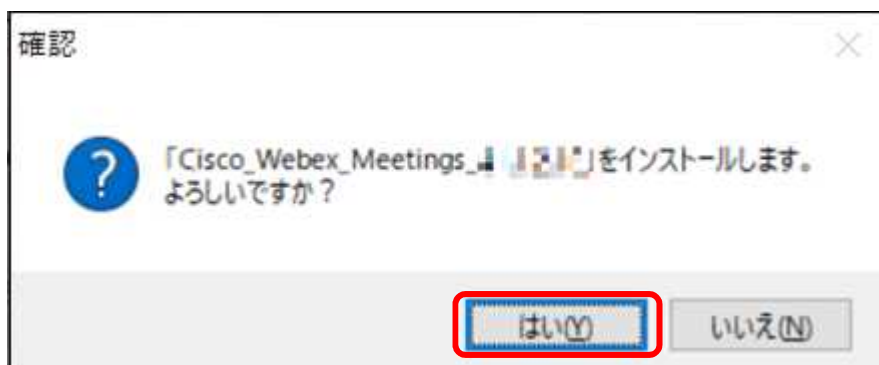 確認
「Cisco_Webex_Meetings_」をインストールします。
よろしいですか？
はい(Y)
いいえ(N)